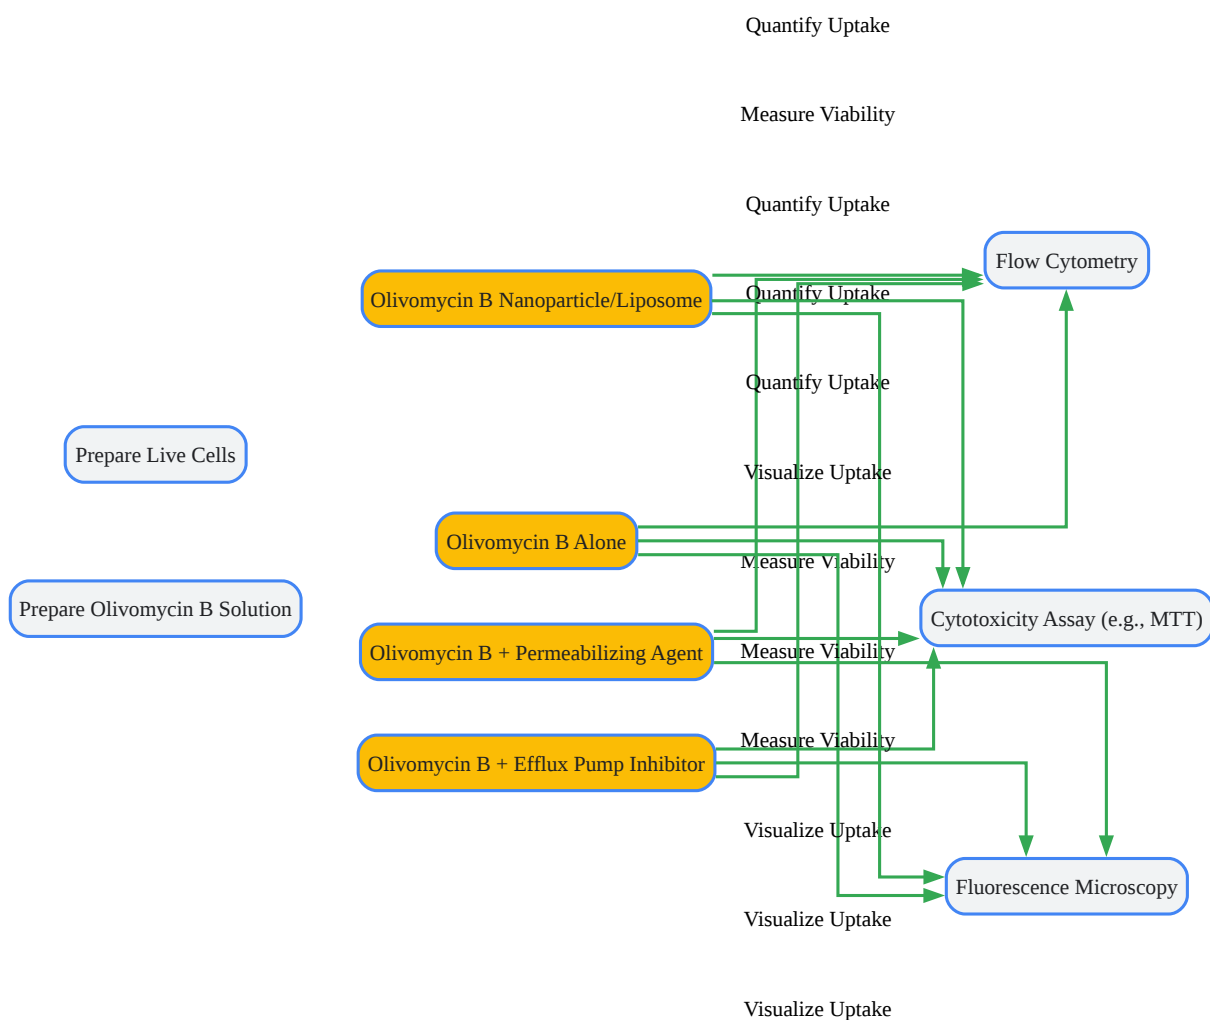 Quantify Uptake
Measure Viability
Quantify Uptake
Flow Cytometry
Olivomycin B Nanoparticle/Liposome
Quantify Uptake
Quantify Uptake
Prepare Live Cells
Visualize Uptake
Olivomycin B Alone
Measure Viability
Prepare Olivomycin B Solution
Cytotoxicity Assay (e.g., MTT)
Olivomycin B + Permeabilizing Agent
Measure Viability
Measure Viability
Olivomycin B + Efflux Pump Inhibitor
Visualize Uptake
Fluorescence Microscopy
Visualize Uptake
Visualize Uptake